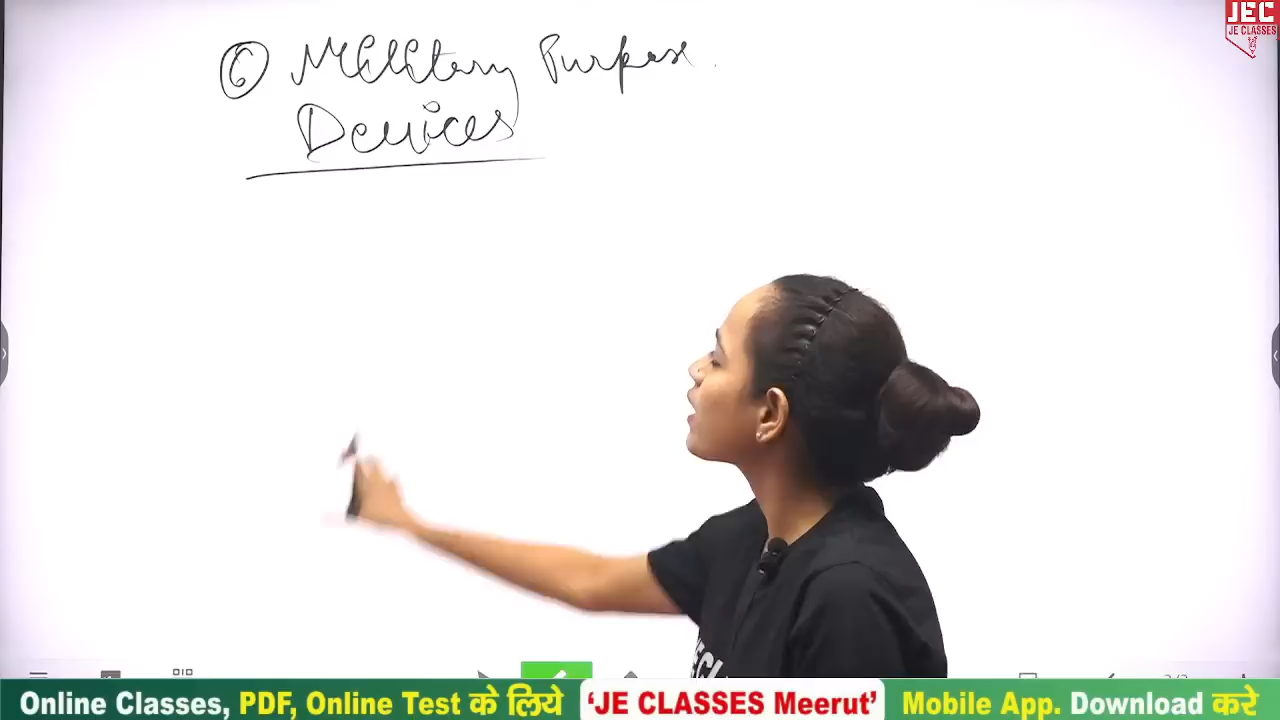 JEC
JE CLASSES
6 Military Purpose
Devices
Online Classes, PDF, Online Test के लिये 'JE CLASSES Meerut' Mobile App. Download करे